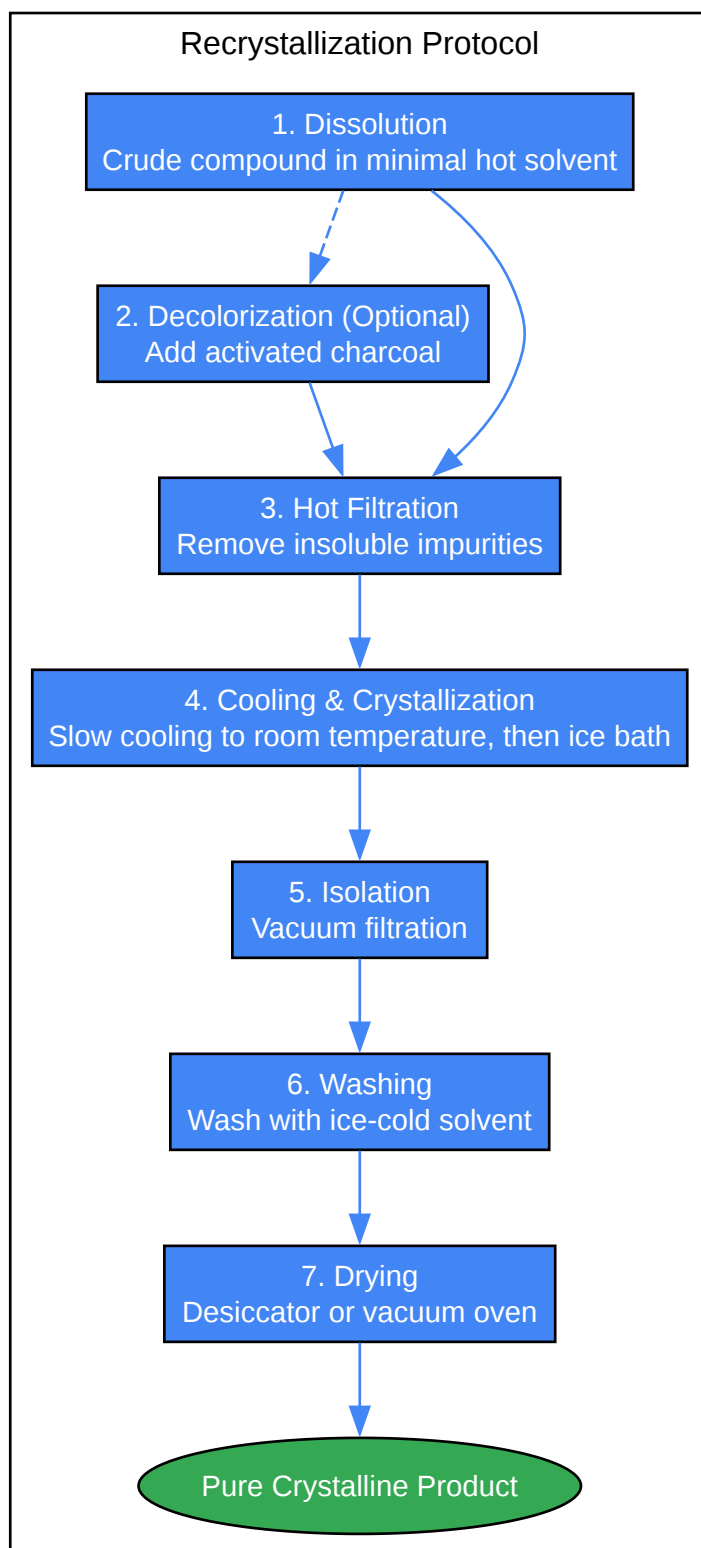 Recrystallization Protocol
1. Dissolution
Crude compound in minimal hot solvent
2. Decolorization (Optional)
Add activated charcoal
3. Hot Filtration
Remove insoluble impurities
4. Cooling & Crystallization
Slow cooling to room temperature, then ice bath
5. Isolation
Vacuum filtration
6. Washing
Wash with ice-cold solvent
7. Drying
Desiccator or vacuum oven
Pure Crystalline Product